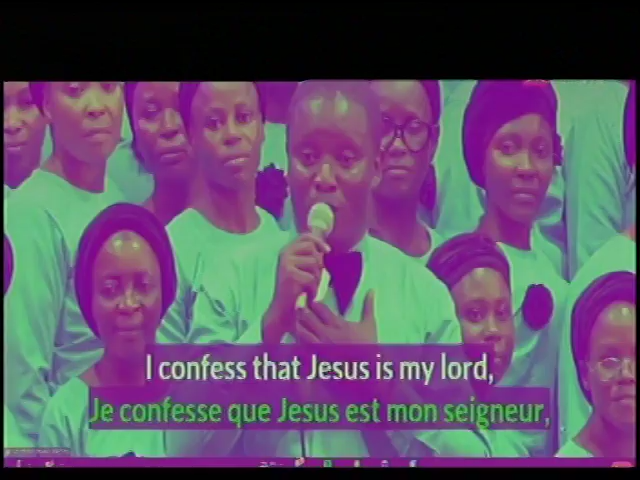 I confess that Jesus is my lord,
Je confesse que Jesus est mon seigneur,